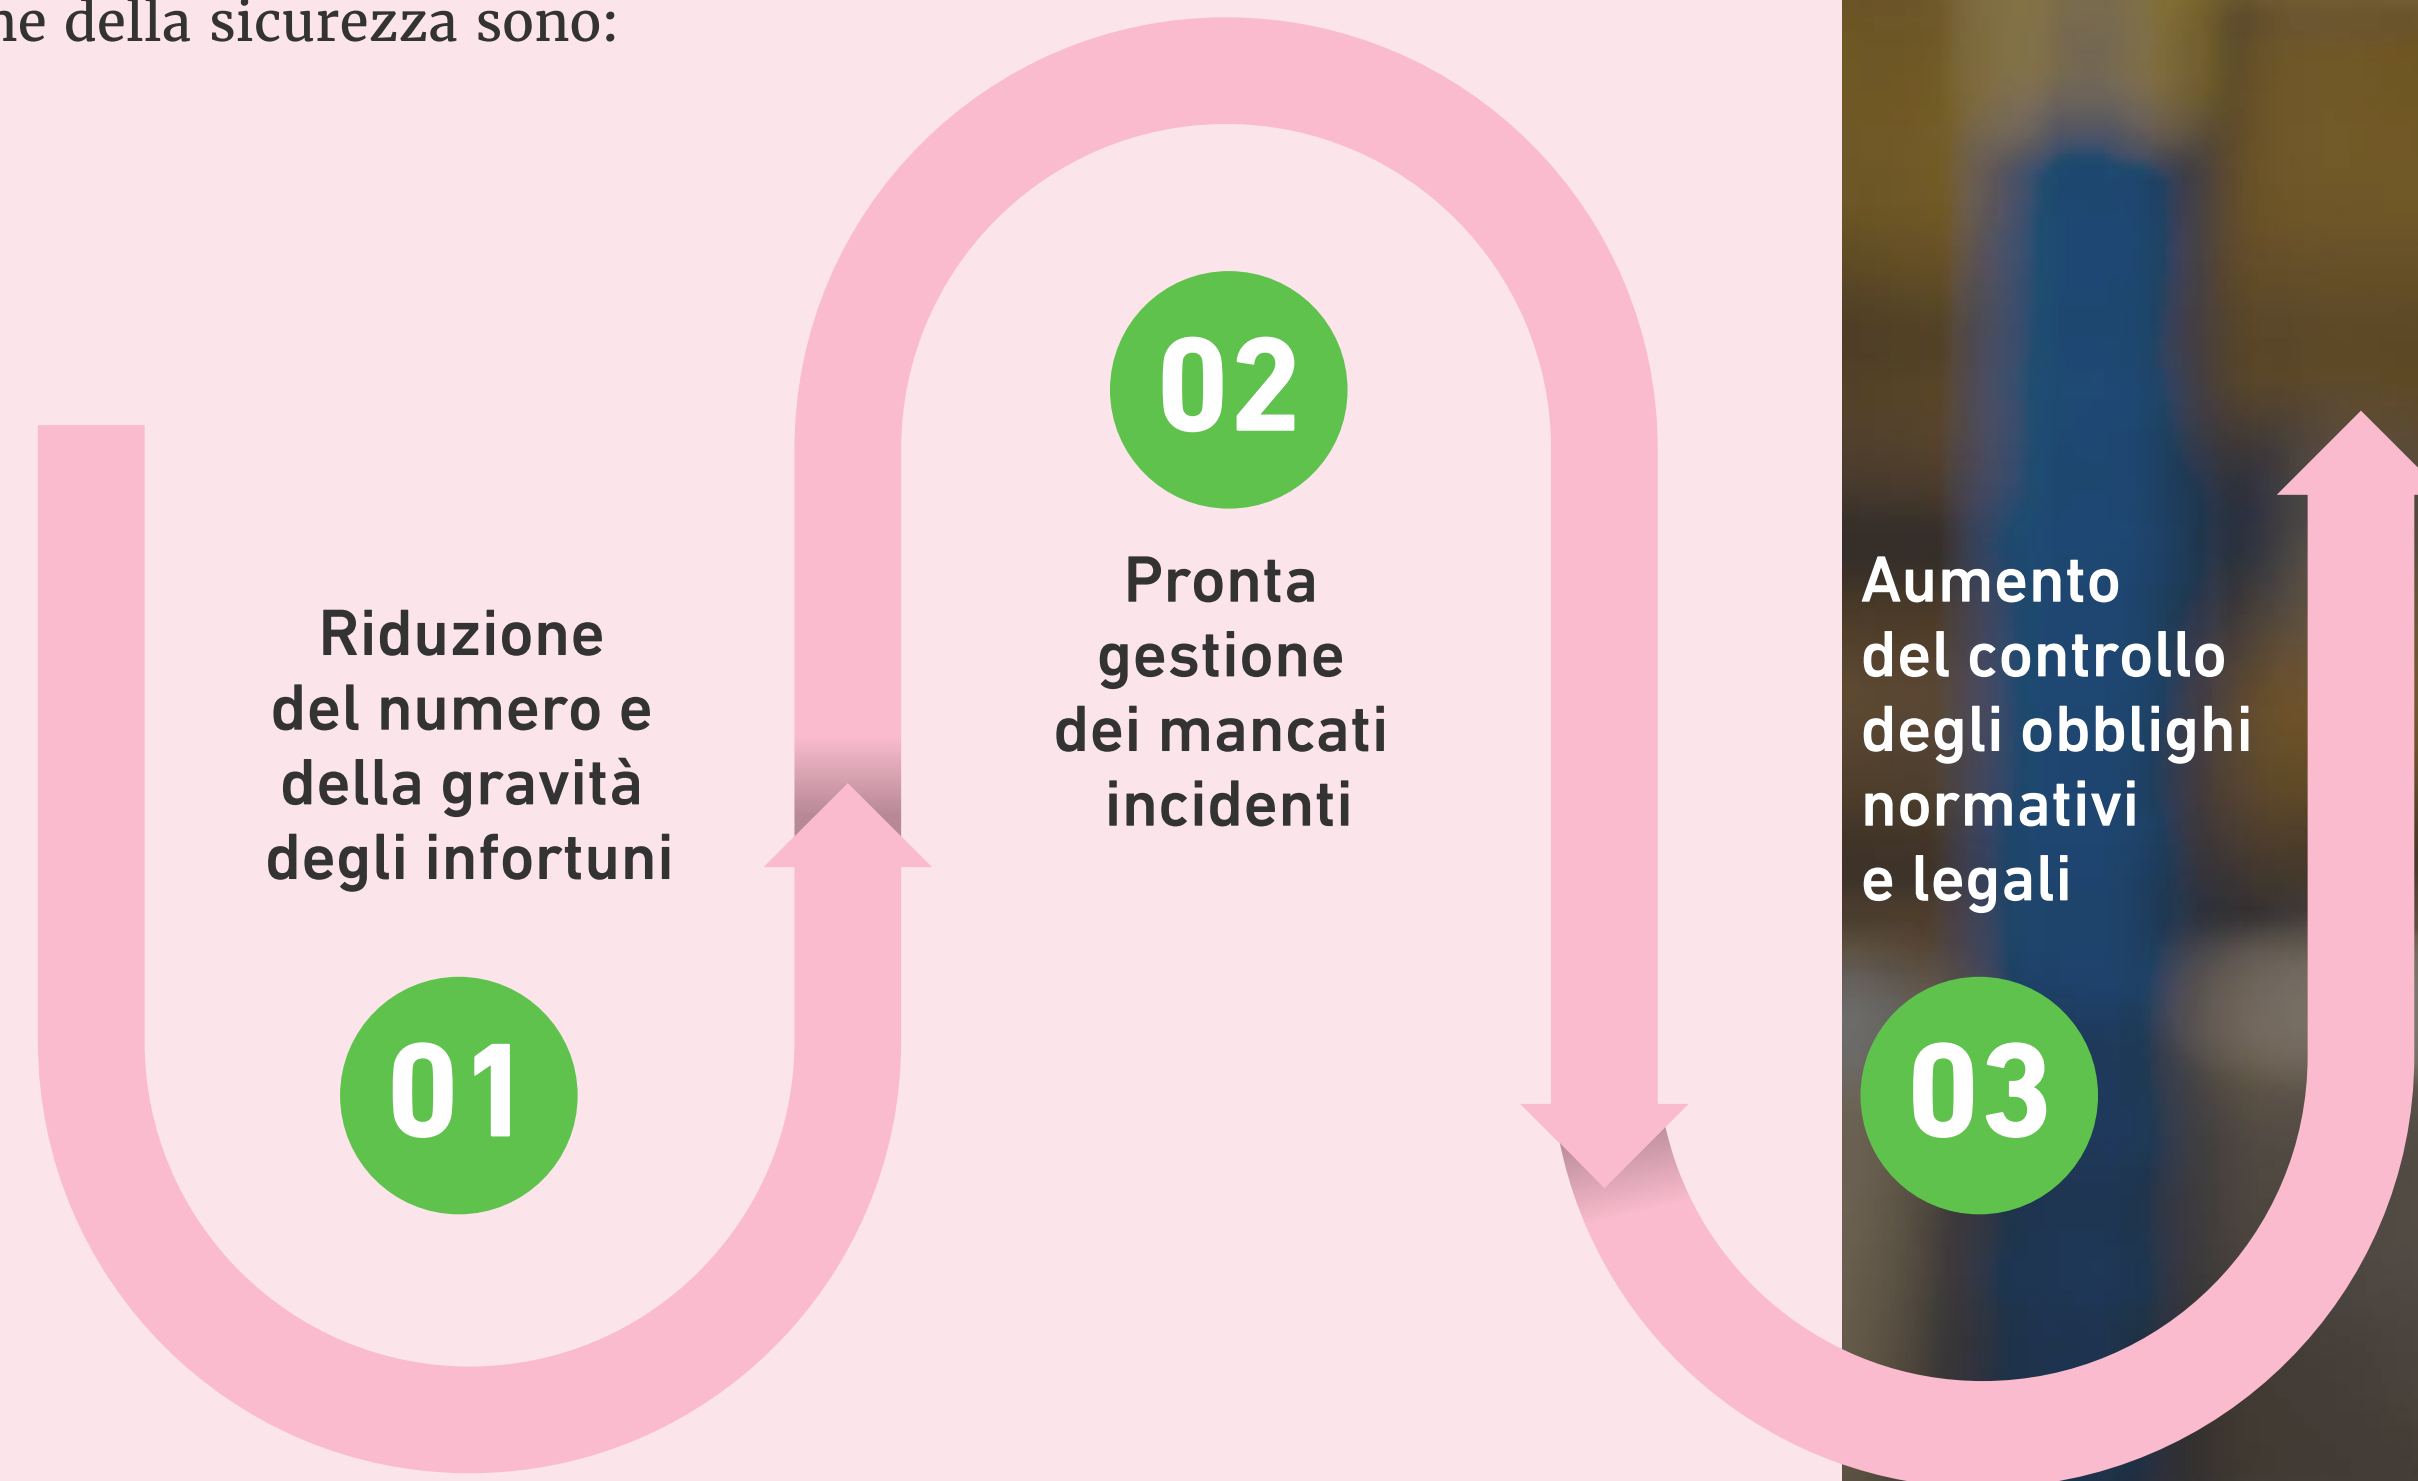 della sicurezza sono:
Riduzione
del numero e
della gravità
degli infortuni
01
02
Pronta
gestione
dei mancati
incidenti
Aumento
del controllo
degli obblighi
normativi
e legali
03